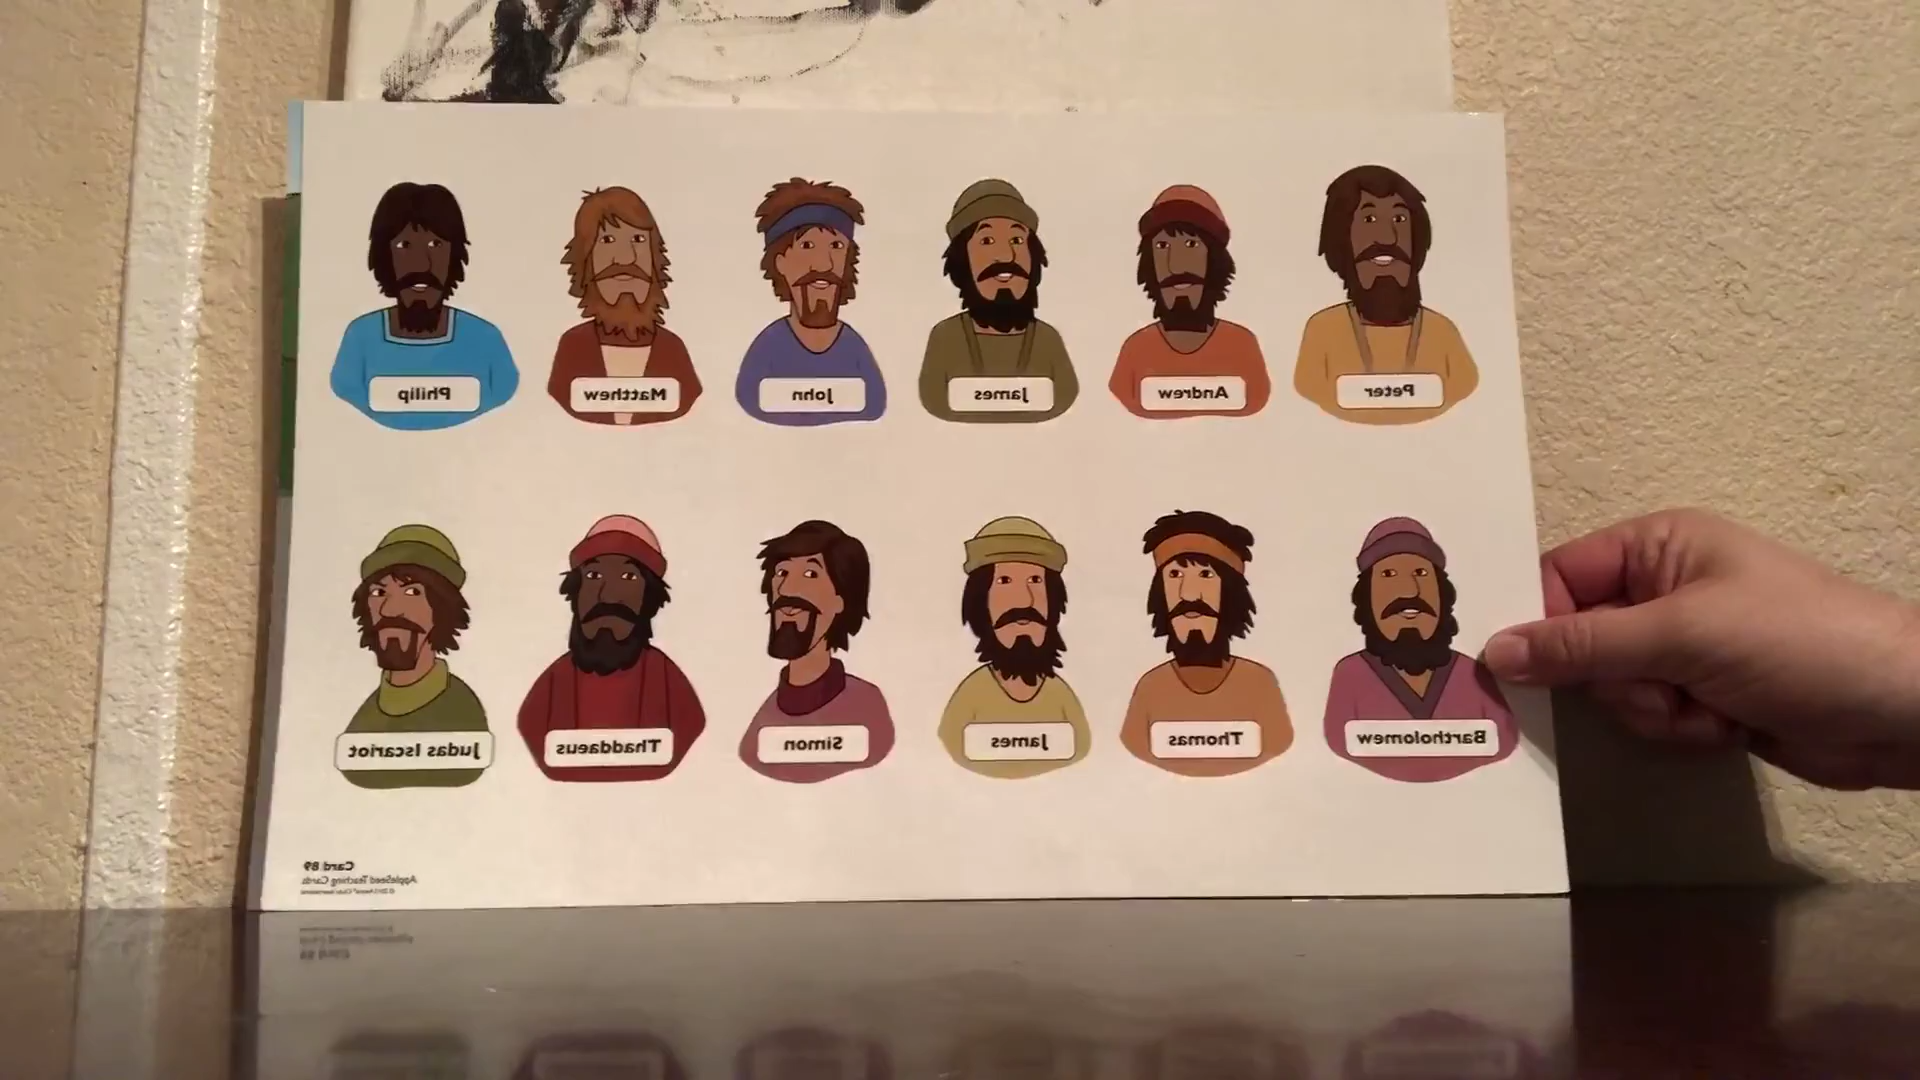 Peter
Andrew
James
John
Matthew
Philip
Bartholomew
Thomas
James
Simon
Thaddaeus
Judas Iscariot
Card 89
AppleSeed Teaching Cards